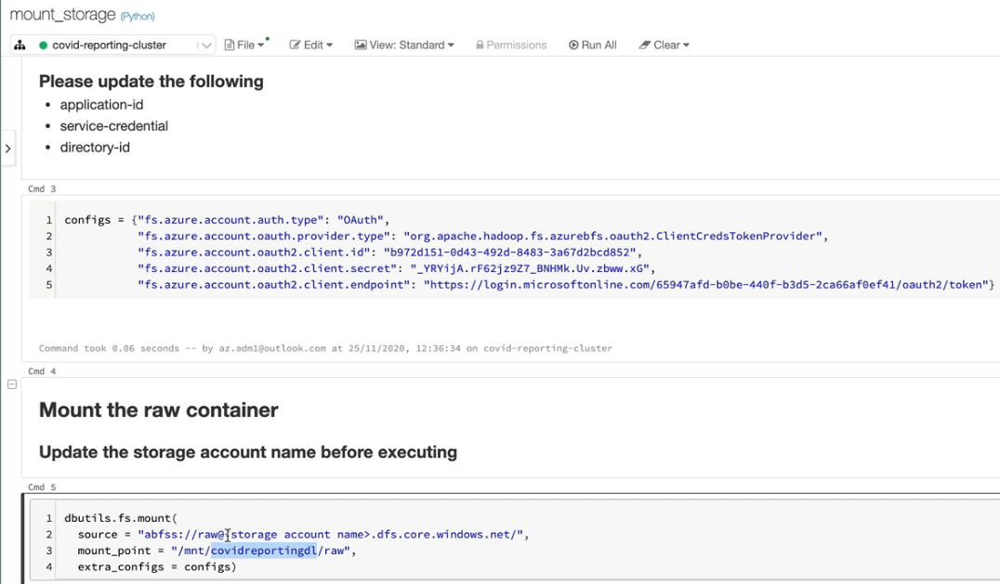 mount_storage (Python)
covid-reporting-cluster File Edit View: Standard Permissions Run All Clear
Please update the following
• application-id
• service-credential
• directory-id
Cmd 3
1 configs = {"fs.azure.account.auth.type": "OAuth",
2 "fs.azure.account.oauth.provider.type": "org.apache.hadoop.fs.azurebfs.oauth2.ClientCredsTokenProvider",
3 "fs.azure.account.oauth2.client.id": "b972d151-0d43-492d-8483-3a67d2bcd852",
4 "fs.azure.account.oauth2.client.secret": "_YRYijA.rF62jz9Z7_BNHMk.Uv.zbww.xG",
5 "fs.azure.account.oauth2.client.endpoint": "https://login.microsoftonline.com/65947afd-b0be-440f-b3d5-2ca66af0ef41/oauth2/token"}
Command took 0.06 seconds -- by az.adm1@outlook.com at 25/11/2020, 12:36:34 on covid-reporting-cluster
Cmd 4
Mount the raw container
Update the storage account name before executing
Cmd 5
1 dbutils.fs.mount(
2 source = "abfss://raw@<storage account name>.dfs.core.windows.net/",
3 mount_point = "/mnt/covidreportingdl/raw",
4 extra_configs = configs)